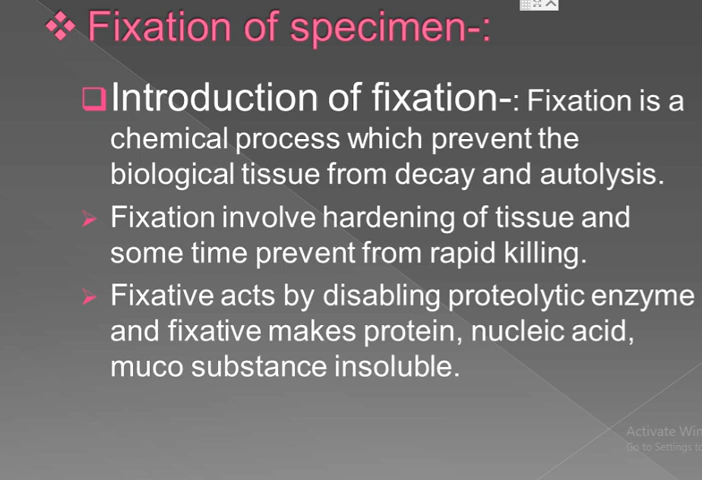 Fixation of specimen-:
Introduction of fixation-: Fixation is a
chemical process which prevent the
biological tissue from decay and autolysis.
Fixation involve hardening of tissue and
some time prevent from rapid killing.
Fixative acts by disabling proteolytic enzyme
and fixative makes protein, nucleic acid,
muco substance insoluble.
Activate
Go to Settings